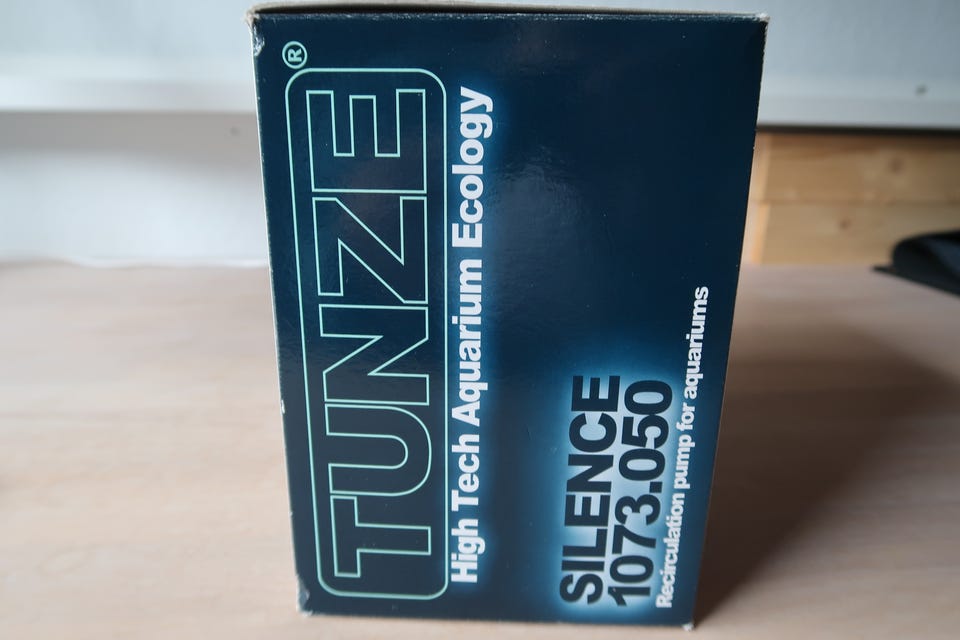 TUNZE®
High Tech Aquarium Ecology
SILENCE
1073.050
Recirculation pump for aquariums